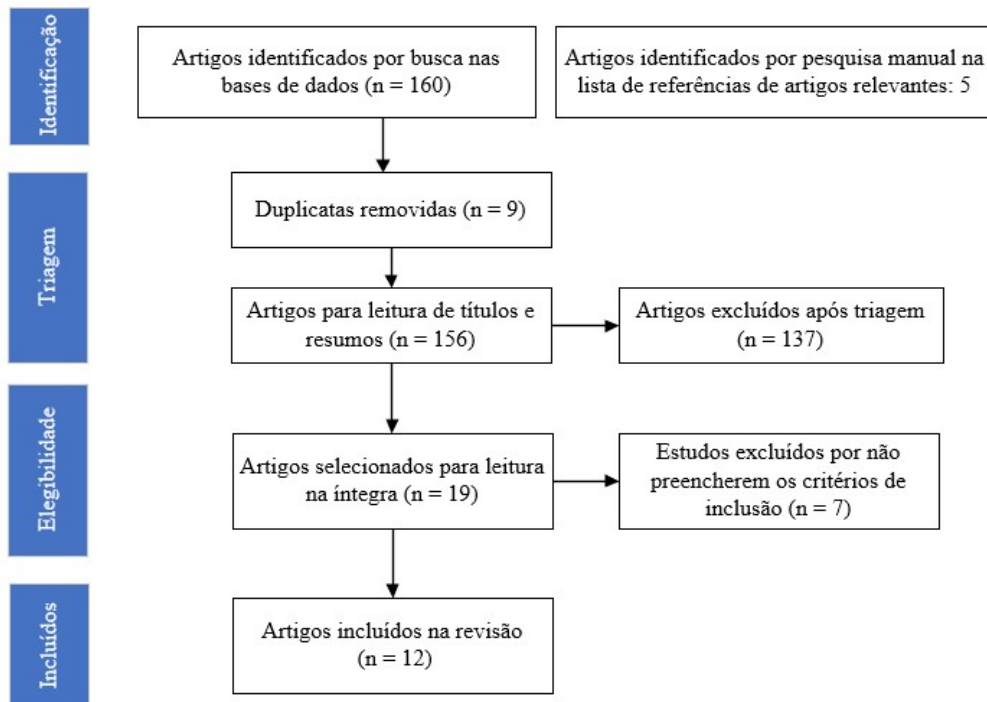 Identificação
Artigos identificados por busca nas
bases de dados (n = 160)
Artigos identificados por pesquisa manual na
lista de referências de artigos relevantes: 5
Triagem
Duplicatas removidas (n = 9)
Artigos para leitura de títulos e
resumos (n = 156)
Artigos excluídos após triagem
(n = 137)
Elegibilidade
Artigos selecionados para leitura
na íntegra (n = 19)
Estudos excluídos por não
preencherem os critérios de
inclusão (n = 7)
Incluídos
Artigos incluídos na revisão
(n = 12)